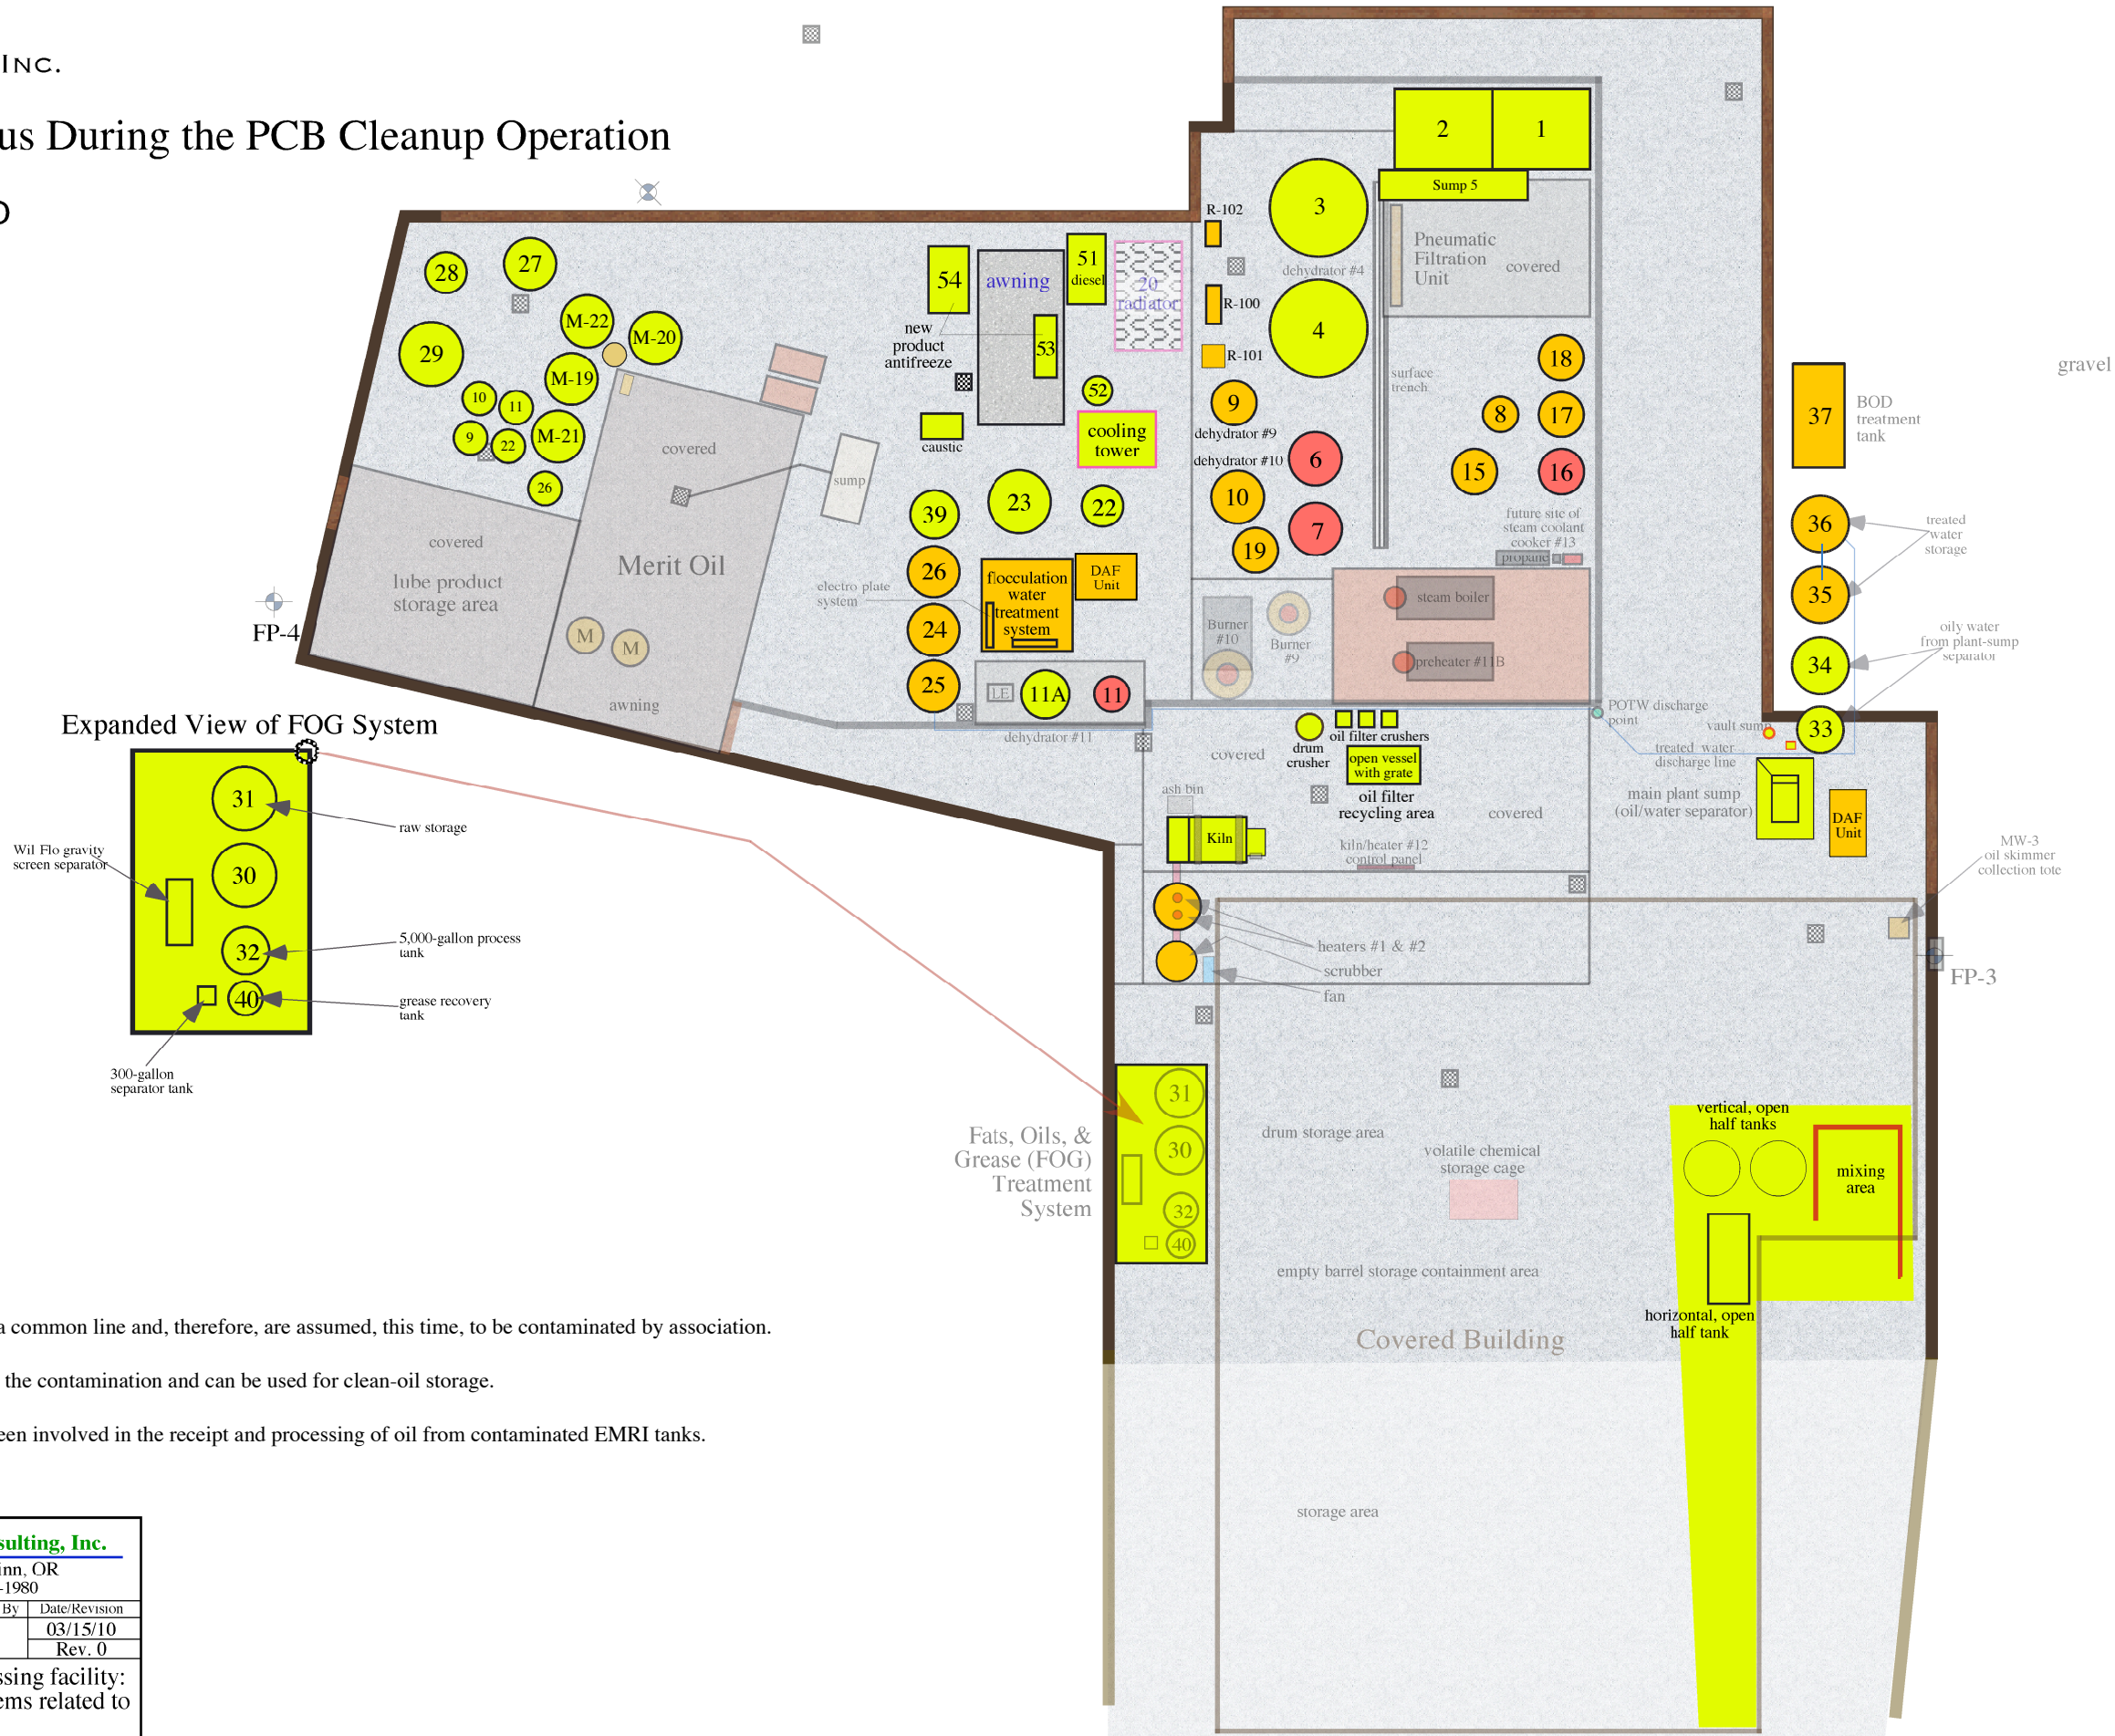 INC.
us During the PCB Cleanup Operation
Expanded View of FOG System
31
raw storage
Wil Flo gravity
screen separator
30
32
5,000-gallon process
tank
40
grease recovery
tank
300-gallon
separator tank
a common line and, therefore, are assumed, this time, to be contaminated by association.
the contamination and can be used for clean-oil storage.
een involved in the receipt and processing of oil from contaminated EMRI tanks.
sulting, Inc.
inn, OR
-1980
By
Date/Revision
03/15/10
Rev. 0
ssing facility:
ems related to
28
27
M-22
M-20
29
M-19
10
11
9
22
M-21
26
covered
lube product
storage area
covered
Merit Oil
M
M
awning
sump
FP-4
54
awning
51
diesel
20
radiator
new
product
antifreeze
53
52
caustic
cooling
tower
39
23
22
26
flocculation
water
treatment
system
DAF
Unit
electro plate
system
24
25
LE
11A
11
dehydrator #11
2
1
Sump 5
R-102
3
dehydrator #4
Pneumatic
Filtration
Unit
covered
R-100
4
R-101
surface
trench
18
9
dehydrator #9
8
17
dehydrator #10
6
15
16
10
7
19
future site of
steam coolant
cooker #13
propane
Burner
#10
Burner
#9
steam boiler
preheater #11B
gravel
37
BOD
treatment
tank
36
treated
water
storage
35
34
oily water
from plant-sump
separator
33
POTW discharge
point
vault sump
treated water
discharge line
main plant sump
(oil/water separator)
DAF
Unit
MW-3
oil skimmer
collection tote
FP-3
covered
drum
crusher
oil filter crushers
open vessel
with grate
oil filter
recycling area
covered
ash bin
Kiln
kiln/heater #12
control panel
heaters #1 & #2
scrubber
fan
Fats, Oils, &
Grease (FOG)
Treatment
System
31
30
32
40
drum storage area
volatile chemical
storage cage
empty barrel storage containment area
Covered Building
storage area
vertical, open
half tanks
mixing
area
horizontal, open
half tank